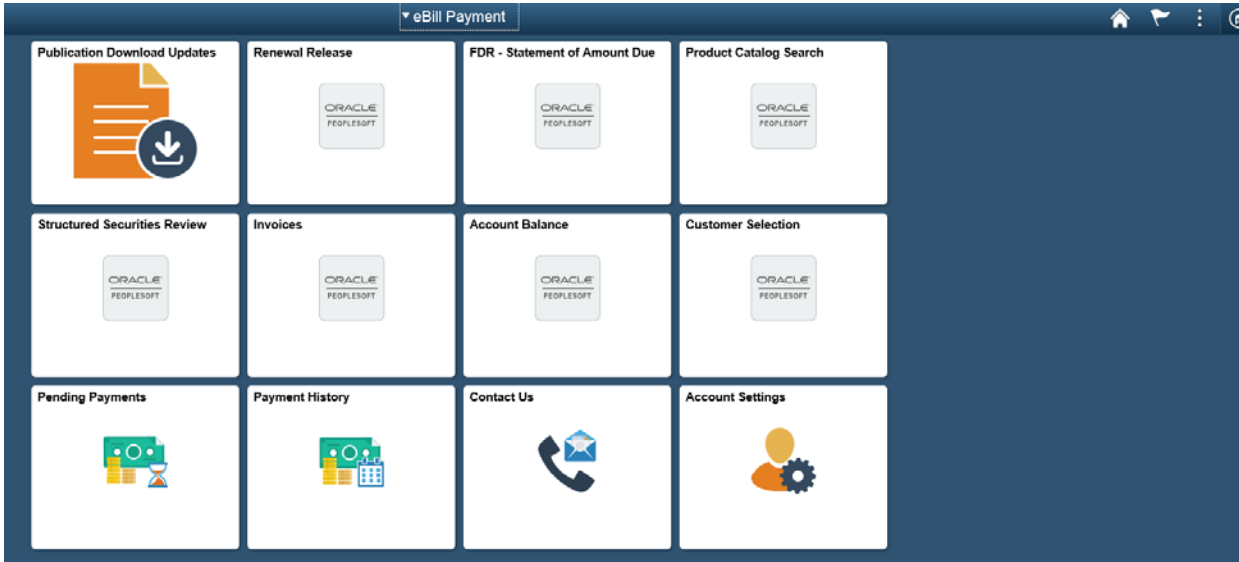 eBill Payment
Publication Download Updates
Renewal Release
FDR - Statement of Amount Due
Product Catalog Search
ORACLE
PEOPLESOFT
ORACLE
PEOPLESOFT
ORACLE
PEOPLESOFT
Structured Securities Review
Invoices
Account Balance
Customer Selection
ORACLE
PEOPLESOFT
ORACLE
PEOPLESOFT
ORACLE
PEOPLESOFT
ORACLE
PEOPLESOFT
Pending Payments
Payment History
Contact Us
Account Settings